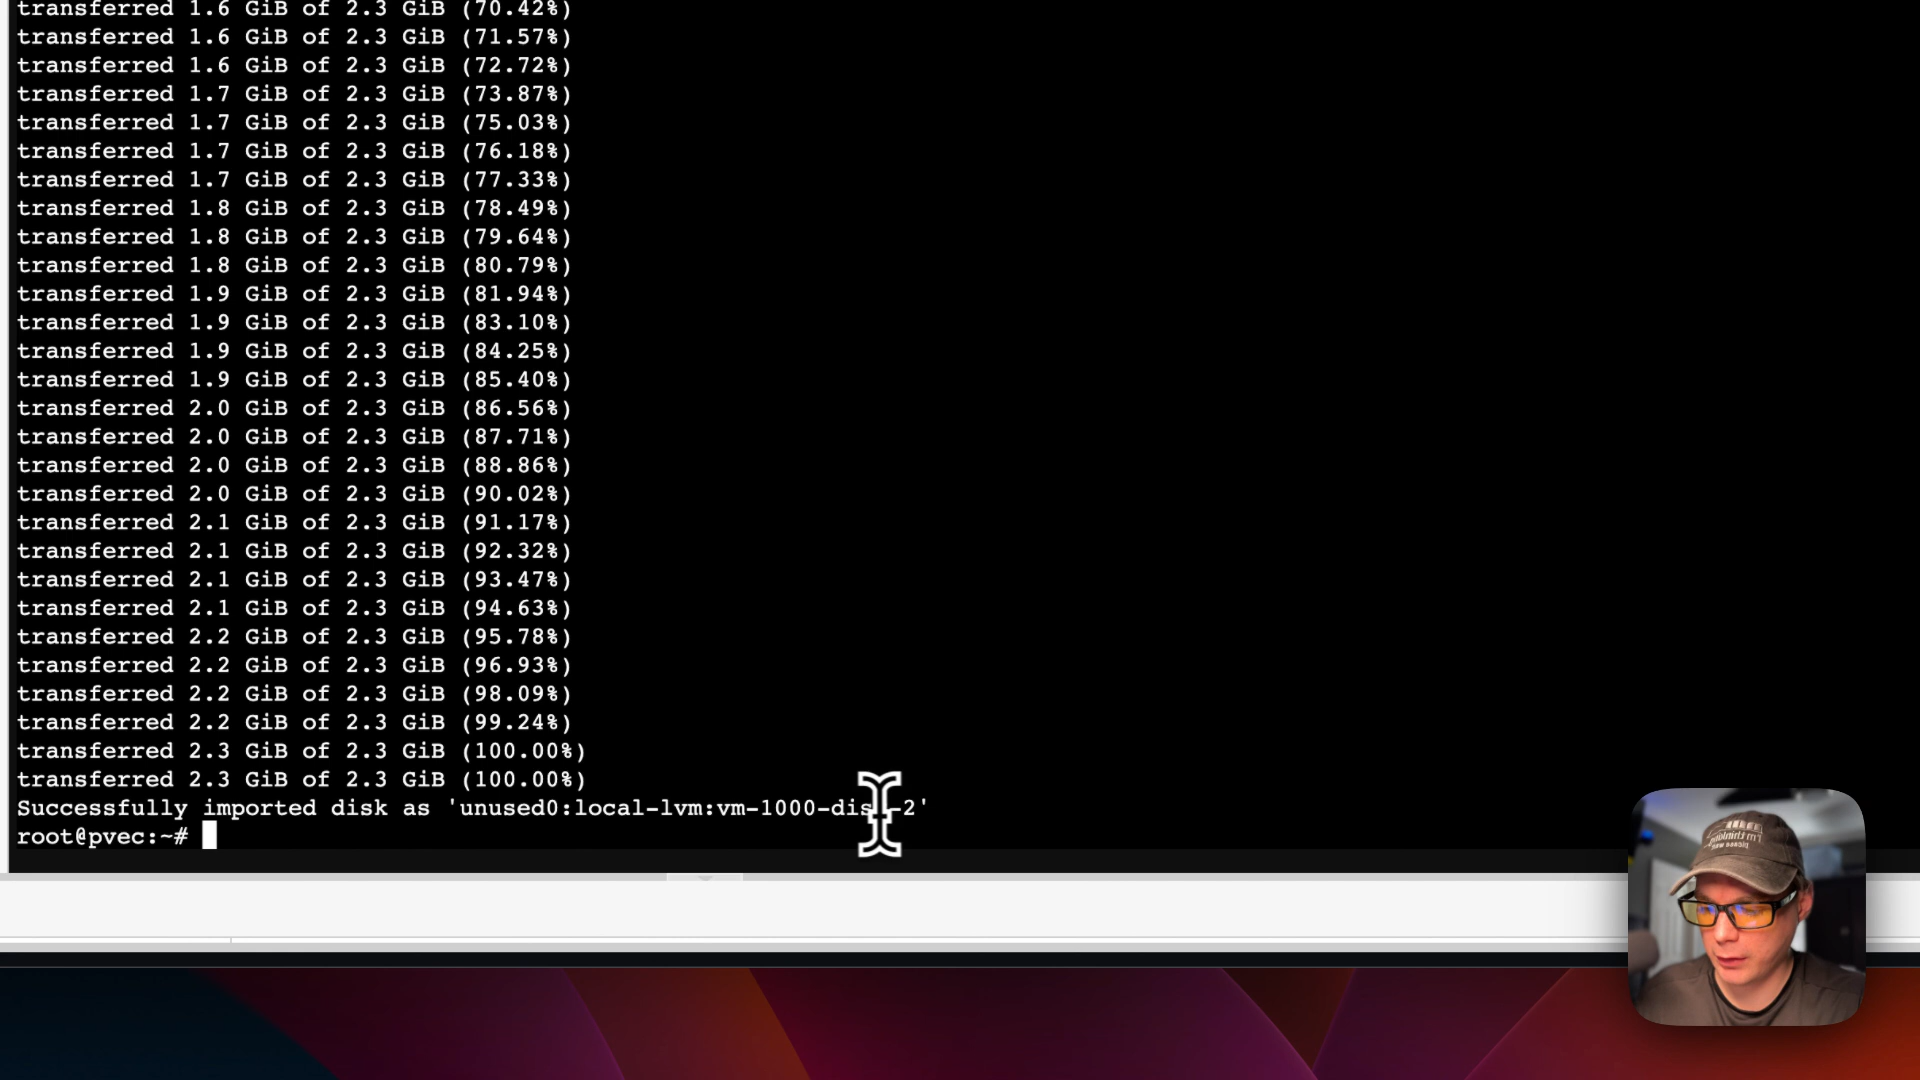 transferred 1.6 GiB of 2.3 GiB (70.42%)
transferred 1.6 GiB of 2.3 GiB (71.57%)
transferred 1.6 GiB of 2.3 GiB (72.72%)
transferred 1.7 GiB of 2.3 GiB (73.87%)
transferred 1.7 GiB of 2.3 GiB (75.03%)
transferred 1.7 GiB of 2.3 GiB (76.18%)
transferred 1.7 GiB of 2.3 GiB (77.33%)
transferred 1.8 GiB of 2.3 GiB (78.49%)
transferred 1.8 GiB of 2.3 GiB (79.64%)
transferred 1.8 GiB of 2.3 GiB (80.79%)
transferred 1.9 GiB of 2.3 GiB (81.94%)
transferred 1.9 GiB of 2.3 GiB (83.10%)
transferred 1.9 GiB of 2.3 GiB (84.25%)
transferred 1.9 GiB of 2.3 GiB (85.40%)
transferred 2.0 GiB of 2.3 GiB (86.56%)
transferred 2.0 GiB of 2.3 GiB (87.71%)
transferred 2.0 GiB of 2.3 GiB (88.86%)
transferred 2.0 GiB of 2.3 GiB (90.02%)
transferred 2.1 GiB of 2.3 GiB (91.17%)
transferred 2.1 GiB of 2.3 GiB (92.32%)
transferred 2.1 GiB of 2.3 GiB (93.47%)
transferred 2.1 GiB of 2.3 GiB (94.63%)
transferred 2.2 GiB of 2.3 GiB (95.78%)
transferred 2.2 GiB of 2.3 GiB (96.93%)
transferred 2.2 GiB of 2.3 GiB (98.09%)
transferred 2.2 GiB of 2.3 GiB (99.24%)
transferred 2.3 GiB of 2.3 GiB (100.00%)
transferred 2.3 GiB of 2.3 GiB (100.00%)
Successfully imported disk as 'unused0:local-lvm:vm-1000-disk-2'
root@pvec:~#